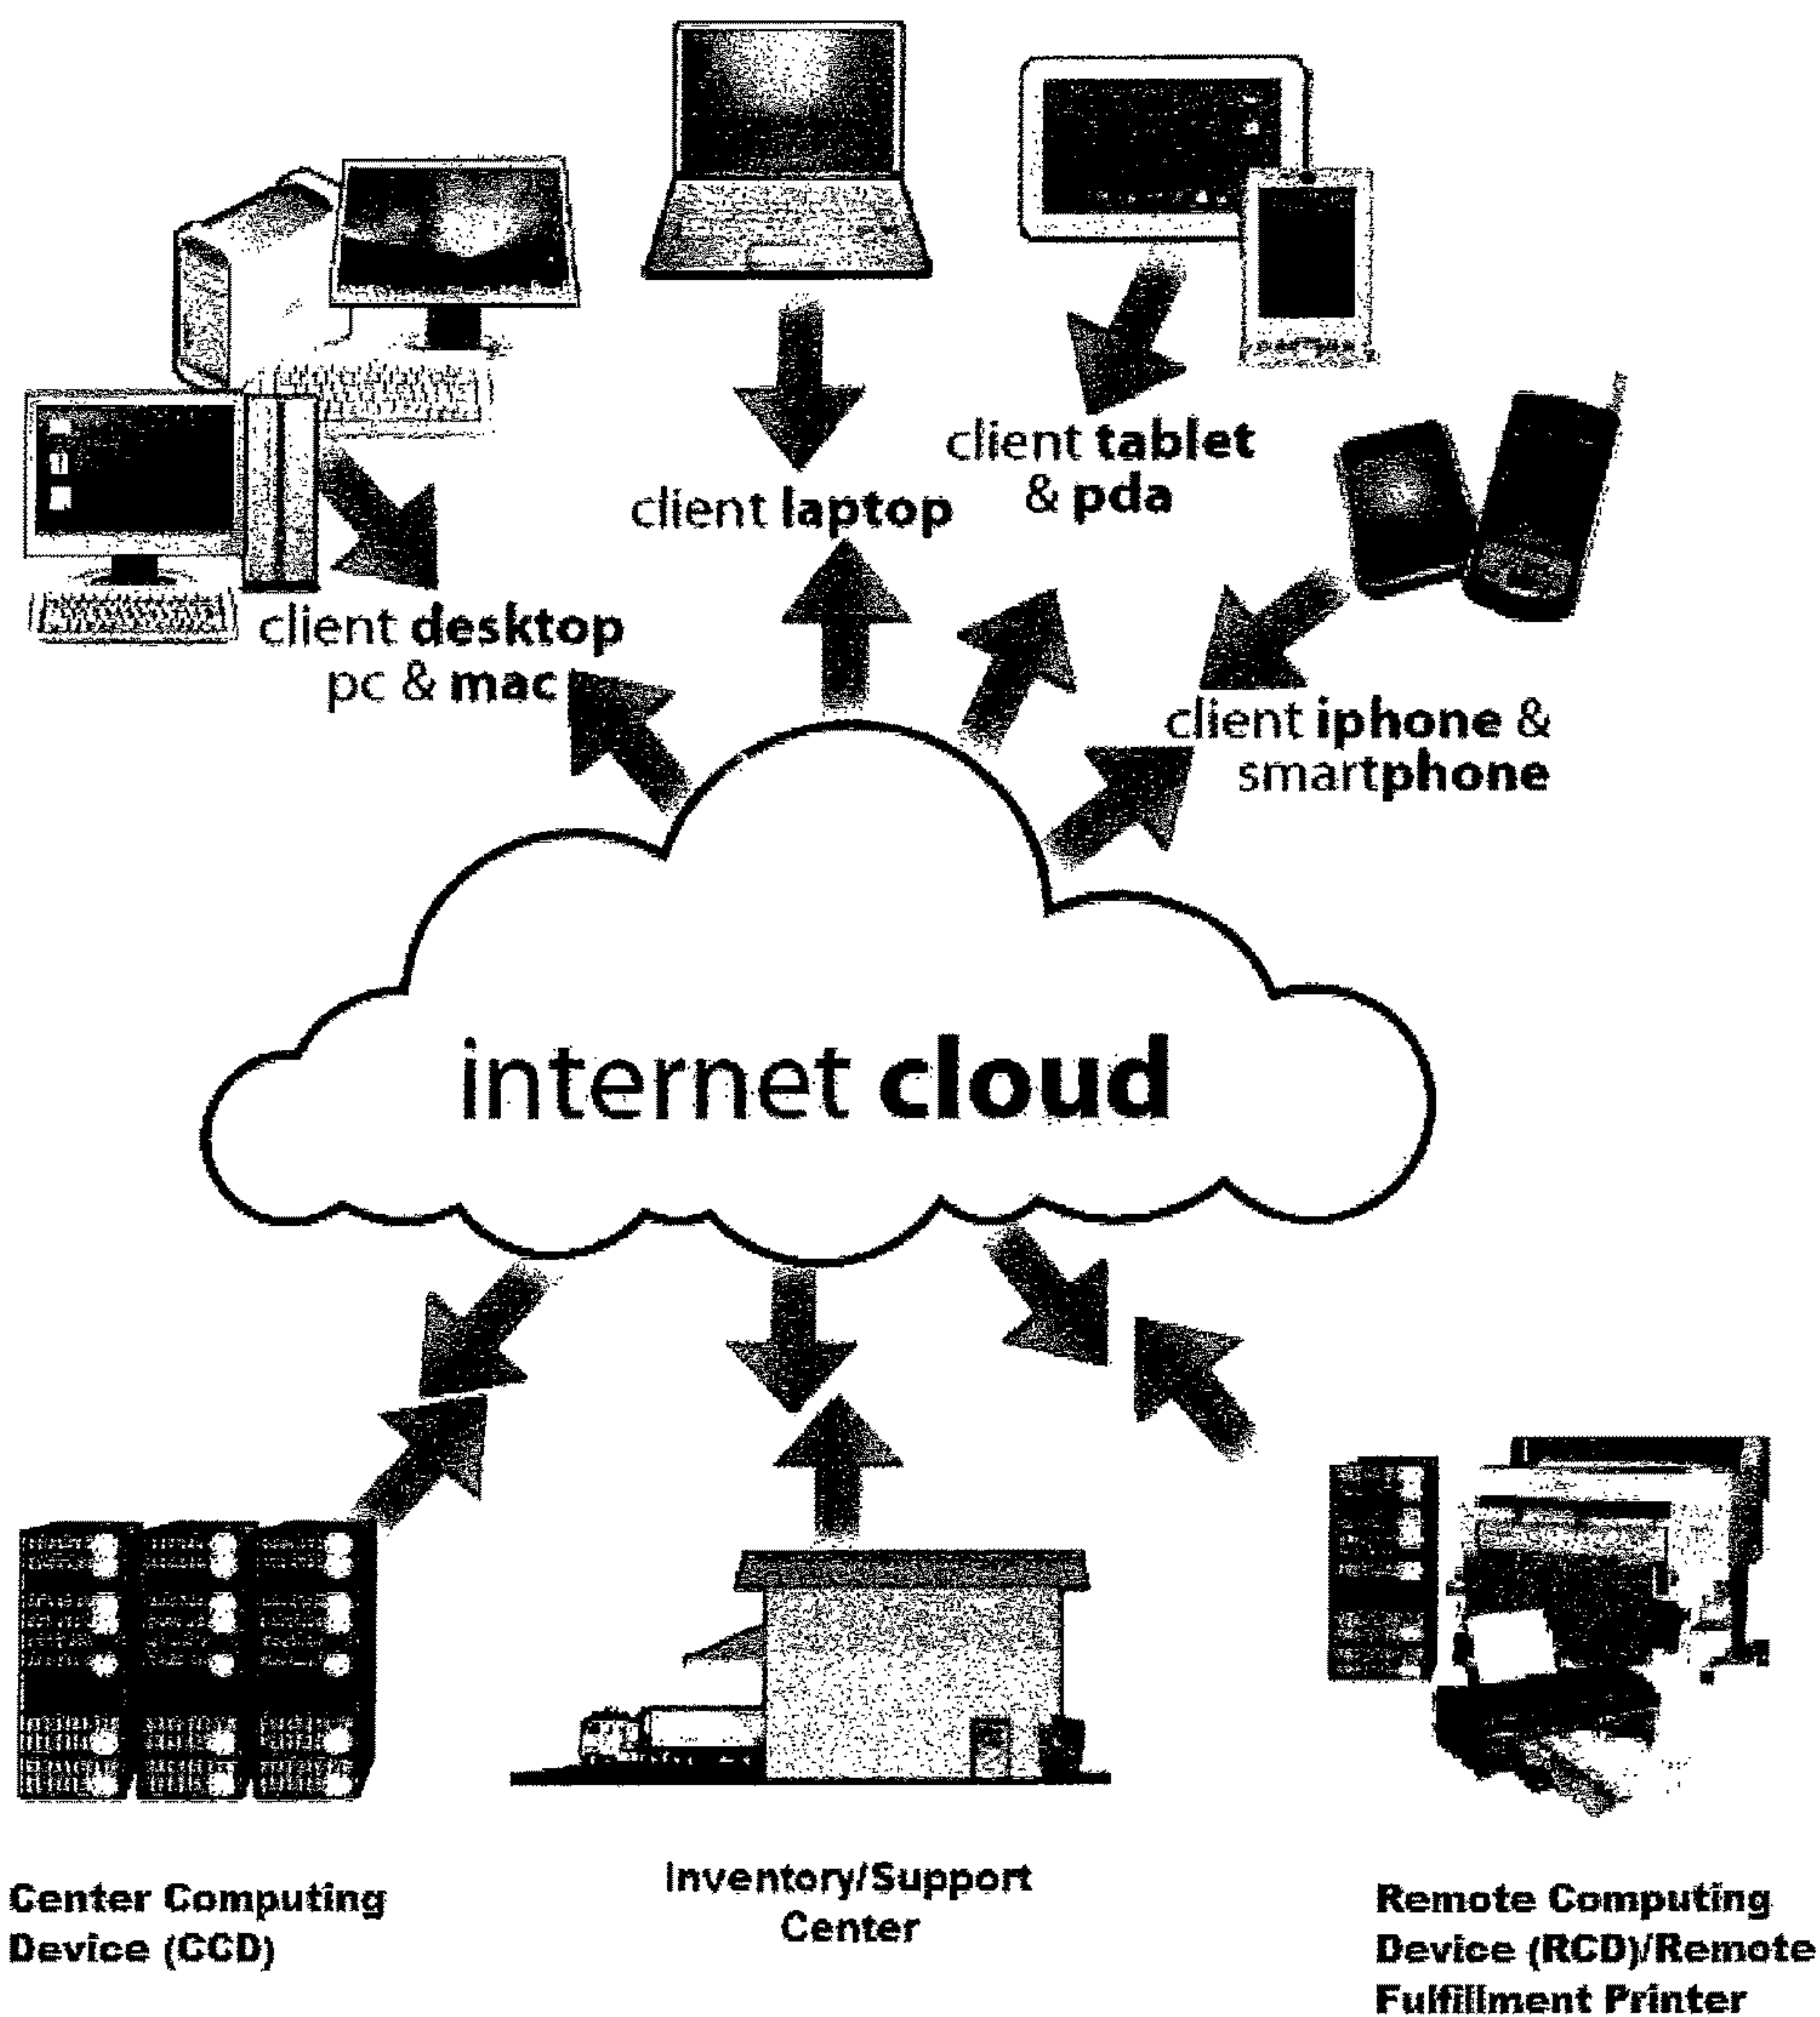 client tablet
& pda
client laptop
client desktop
pc & mac
client iphone &
smartphone
internet cloud
Center Computing
Device (CCD)
Inventory/Support
Center
Remote Computing
Device (RCD)/Remote
Fulfillment Printer